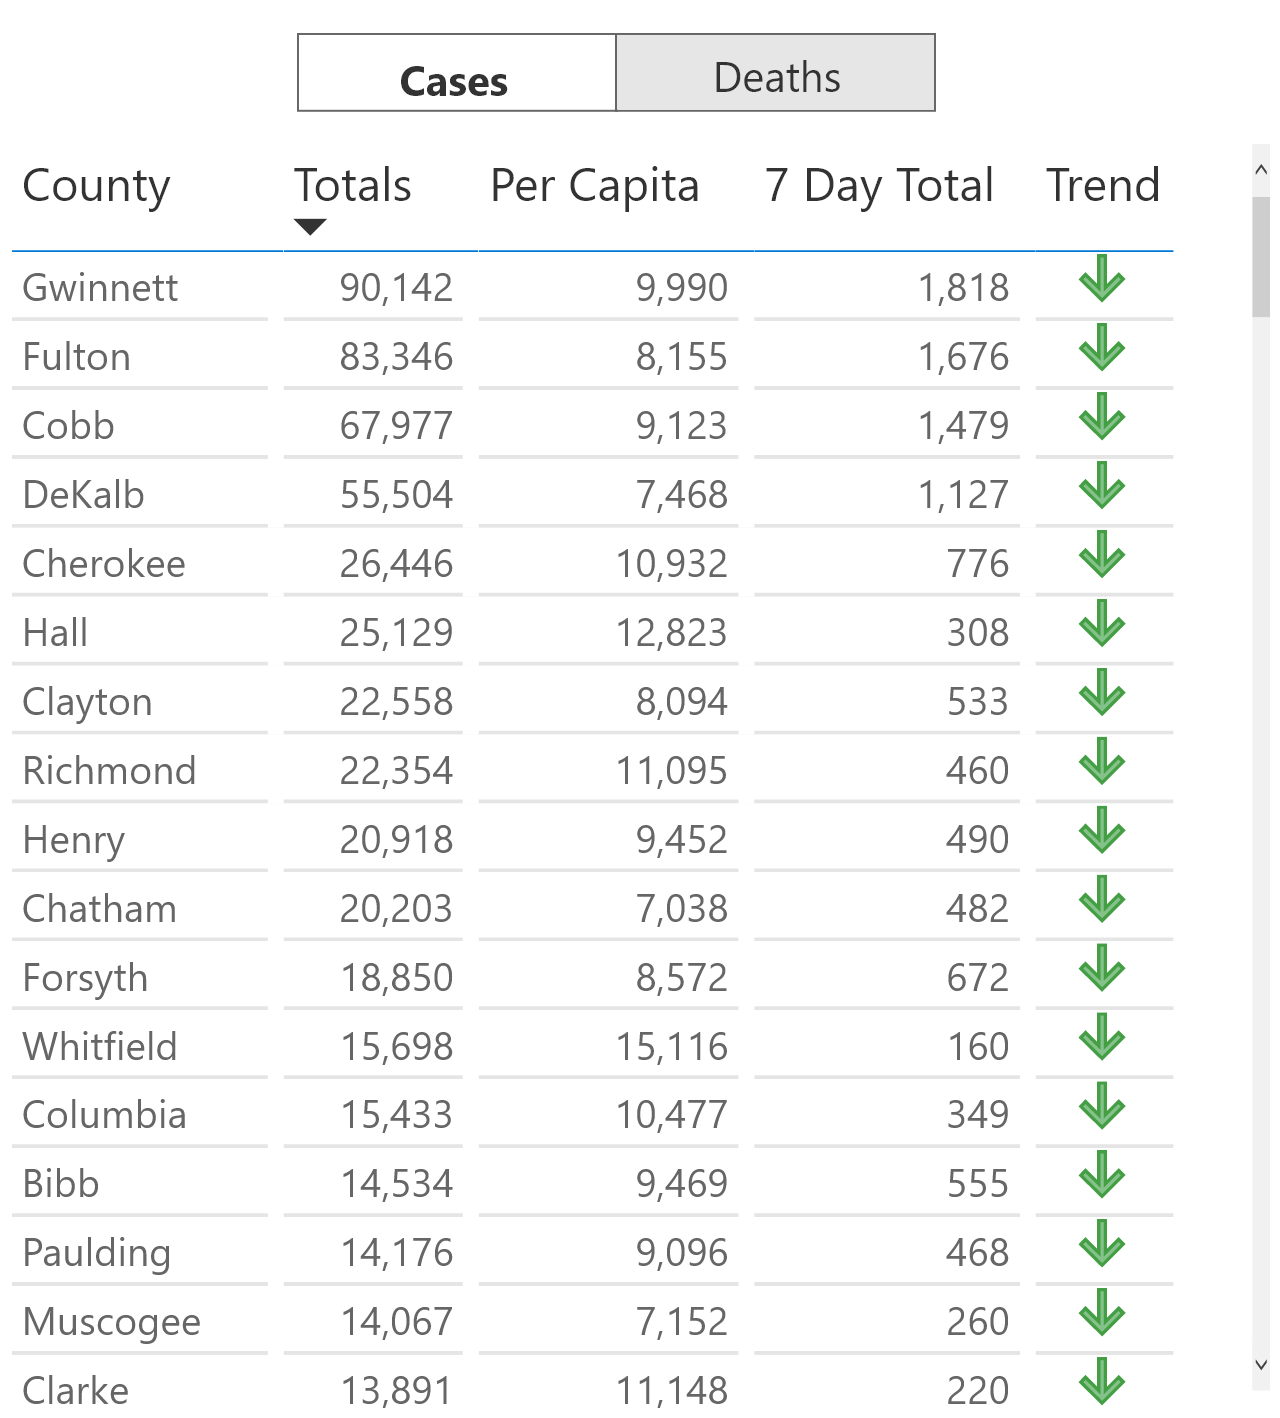 Cases Deaths
County Totals Per Capita 7 Day Total Trend
Gwinnett 90,142 9,990 1,818
Fulton 83,346 8,155 1,676
Cobb 67,977 9,123 1,479
DeKalb 55,504 7,468 1,127
Cherokee 26,446 10,932 776
Hall 25,129 12,823 308
Clayton 22,558 8,094 533
Richmond 22,354 11,095 460
Henry 20,918 9,452 490
Chatham 20,203 7,038 482
Forsyth 18,850 8,572 672
Whitfield 15,698 15,116 160
Columbia 15,433 10,477 349
Bibb 14,534 9,469 555
Paulding 14,176 9,096 468
Muscogee 14,067 7,152 260
Clarke 13,891 11,148 220